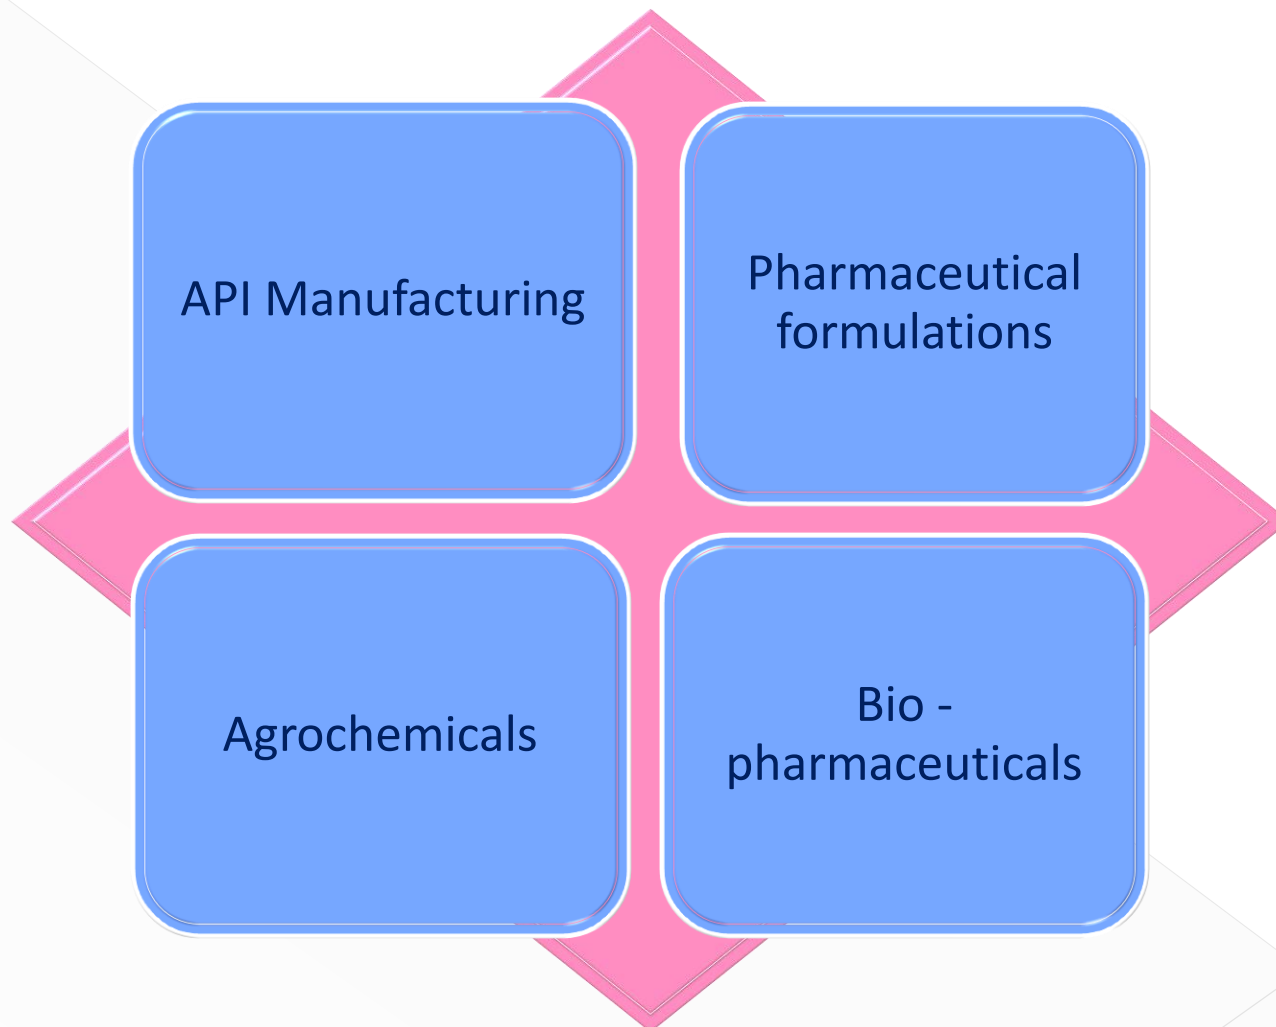 API Manufacturing
Pharmaceutical
formulations
Agrochemicals
Bio -
pharmaceuticals